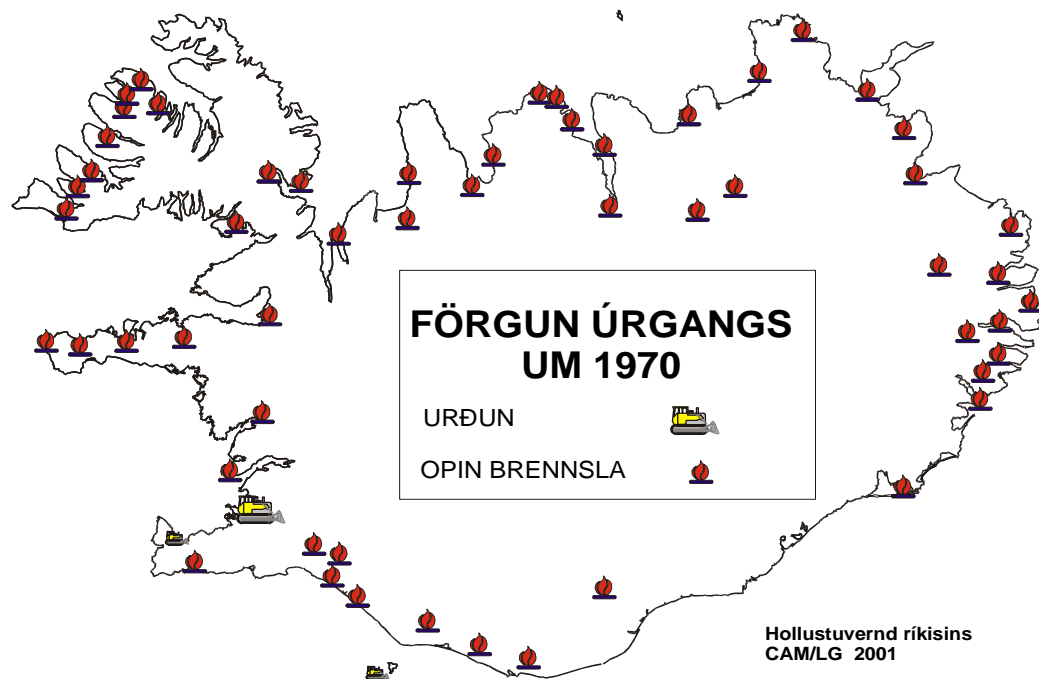 FÖRGUN ÚRGANGS
UM 1970
URÐUN
OPIN BRENNSLA
Hollustuvernd ríkisins
CAM/LG 2001